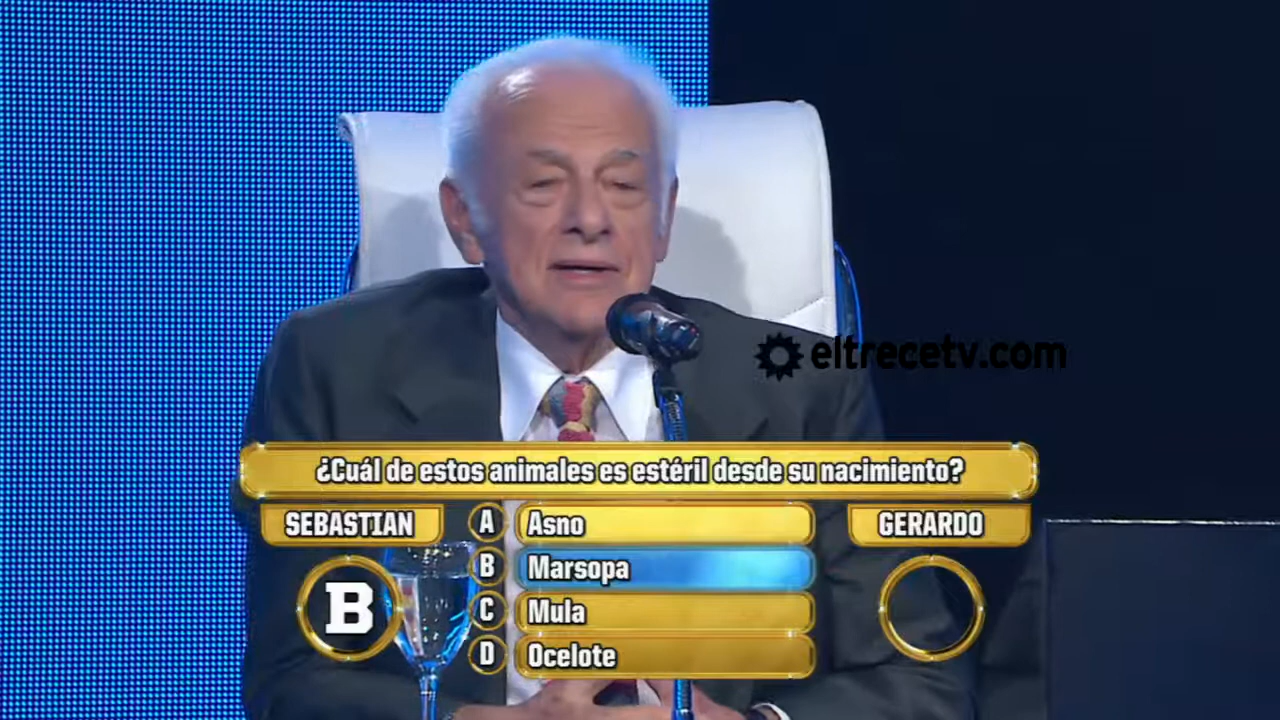 eltrecetv.com
¿Cuál de estos animales es estéril desde su nacimiento?
SEBASTIAN
A Asno
GERARDO
B Marsopa
B
C Mula
D Ocelote